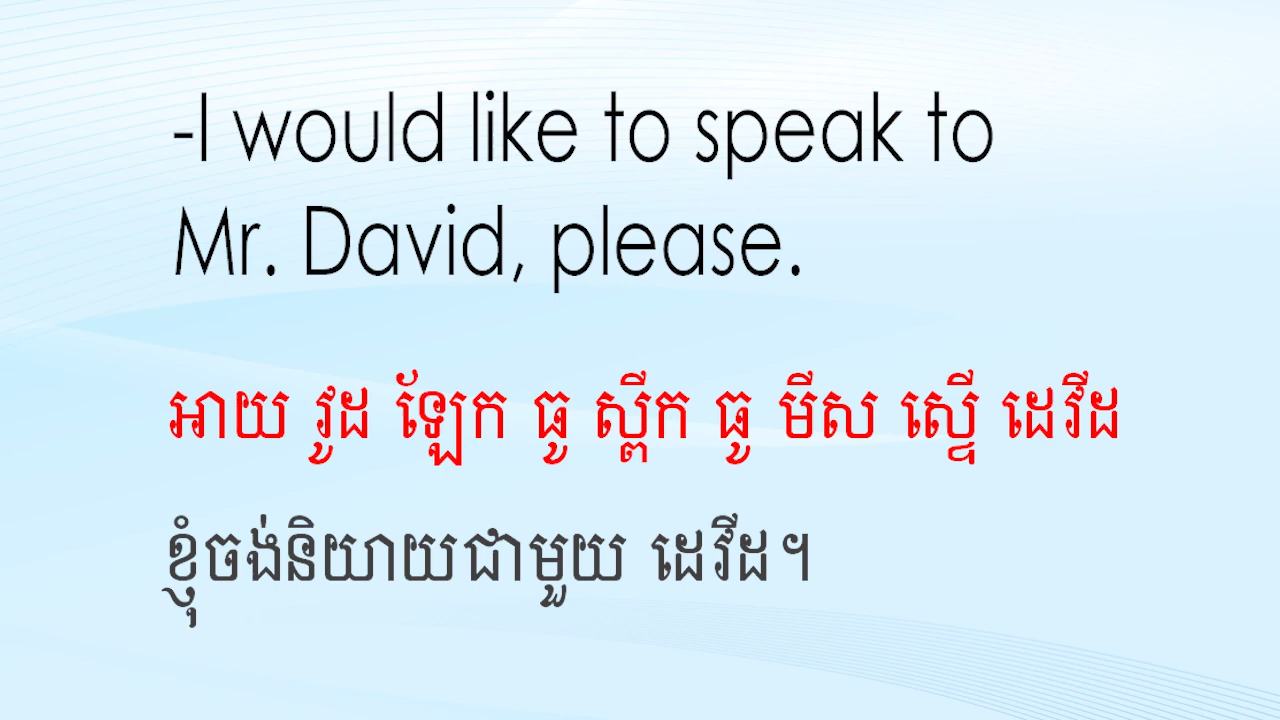 -I would like to speak to
Mr. David, please.
អាយ វូដ ឡែែក ធូ ស្ពីក ធូ មីស ស្ទើ ដេវីដ
ខ្ញុំចង់និយាយជាមួយ ដេវីដ។